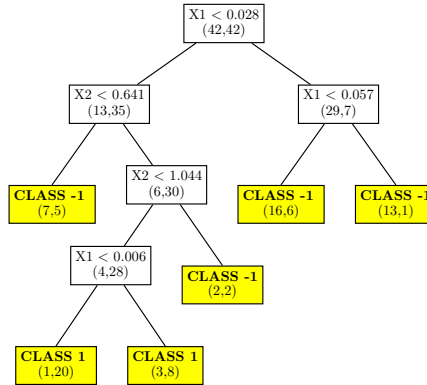 X1 < 0.028
(42,42)
X2 < 0.641
(13,35)
X1 < 0.057
(29,7)
CLASS -1
(7,5)
X2 < 1.044
(6,30)
CLASS -1
(16,6)
CLASS -1
(13,1)
X1 < 0.006
(4,28)
CLASS -1
(2,2)
CLASS 1
(1,20)
CLASS 1
(3,8)